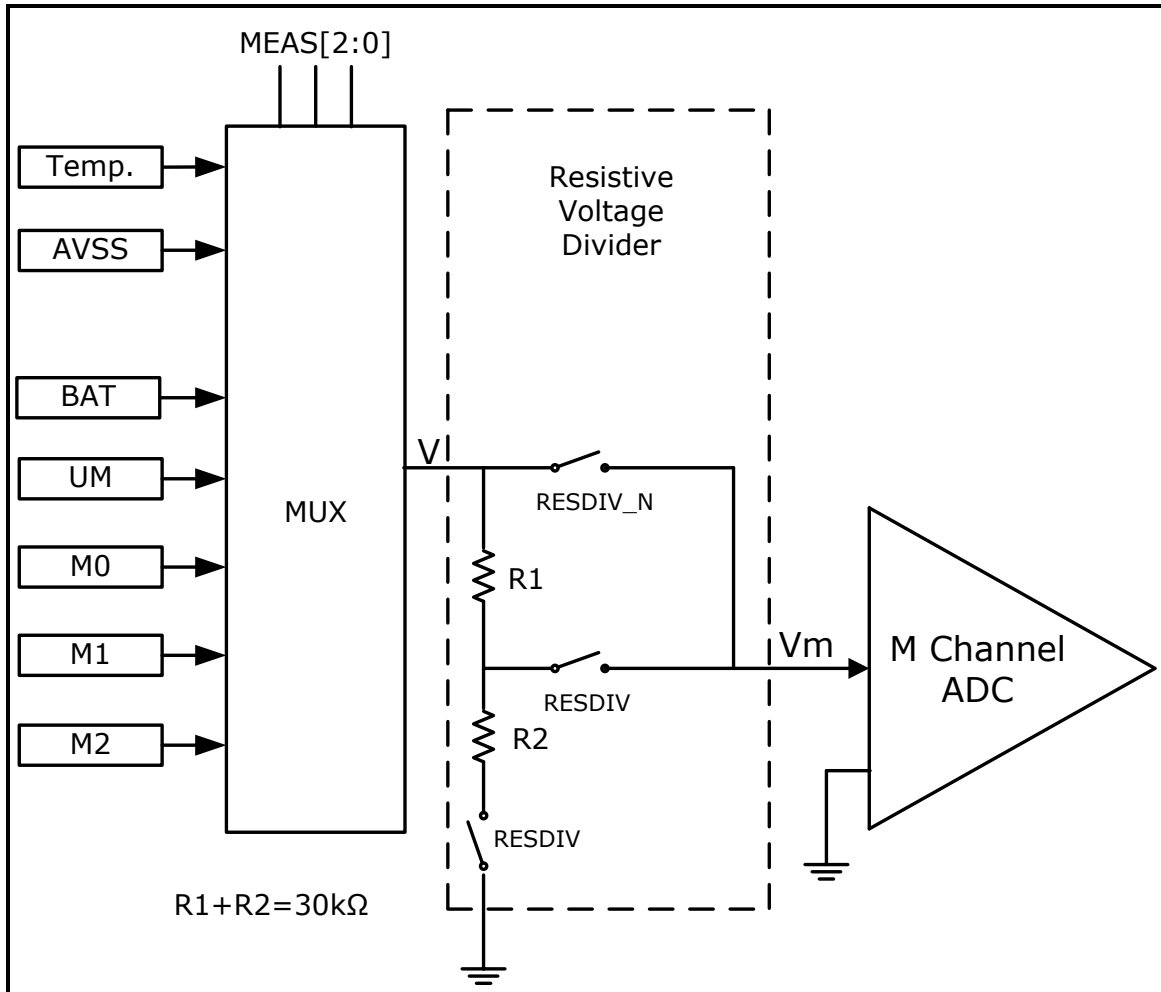 MEAS[2:0]
Temp.
AVSS
BAT
UM
M0
M1
M2
MUX
Resistive
Voltage
Divider
V
RESDIV_N
R1
RESDIV
R2
RESDIV
Vm
M Channel
ADC
R1+R2=30kΩ